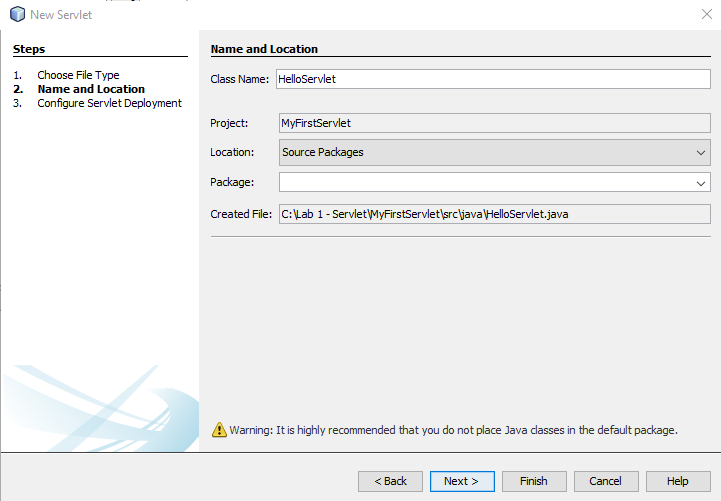 New Servlet
Steps
1. Choose File Type
2. Name and Location
3. Configure Servlet Deployment
Name and Location
Class Name: HelloServlet
Project: MyFirstServlet
Location: Source Packages
Package:
Created File: C:\Lab 1 - Servlet\MyFirstServlet\src\java\HelloServlet.java
Warning: It is highly recommended that you do not place Java classes in the default package.
< Back Next > Finish Cancel Help